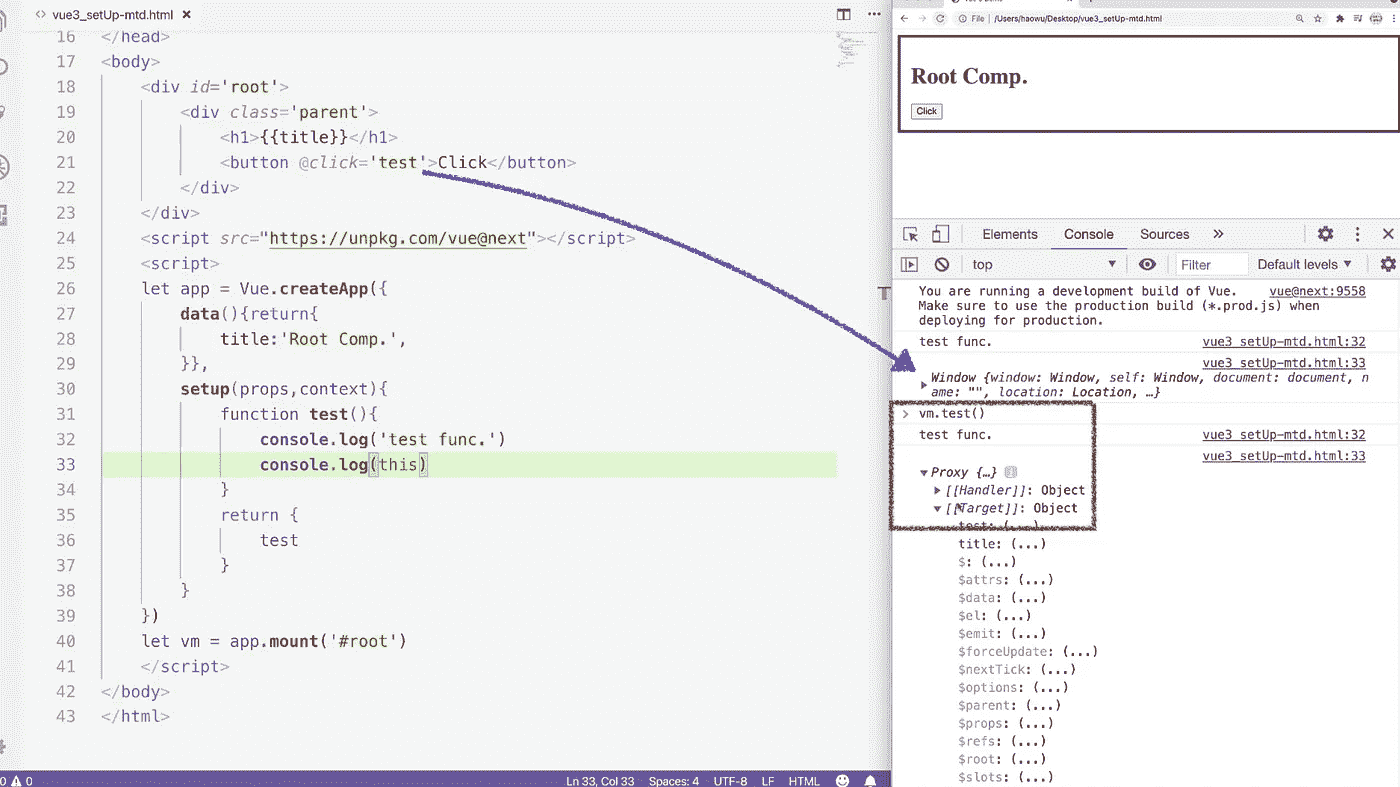 vue3_setUp-mtd.html ×
16 </head>
17 <body>
18 <div id='root'>
19 <div class='parent'>
20 <h1>{{title}}</h1>
21 <button @click='test'>Click</button>
22 </div>
23 </div>
24 <script src="https://unpkg.com/vue@next"></script>
25 <script>
26 let app = Vue.createApp({
27 data(){return{
28 title:'Root Comp.',
29 }},
30 setup(props,context){
31 function test(){
32 console.log('test func.')
33 console.log(this)
34 }
35 return {
36 test
37 }
38 }
39 })
40 let vm = app.mount('#root')
41 </script>
42 </body>
43 </html>
0 0 Ln 33, Col 33 Spaces: 4 UTF-8 LF HTML
File | /Users/haowu/Desktop/vue3_setUp-mtd.html
Root Comp.
Click
Elements Console Sources »
top Filter Default levels
You are running a development build of Vue. vue@next:9558
Make sure to use the production build (*.prod.js) when
deploying for production.
test func. vue3_setUp-mtd.html:32
vue3_setUp-mtd.html:33
Window {window: Window, self: Window, document: document, n
ame: "", location: Location, …}
> vm.test()
test func. vue3_setUp-mtd.html:32
vue3_setUp-mtd.html:33
Proxy {…}
[[Handler]]: Object
[[Target]]: Object
test: (...)
title: (...)
$: (...)
$attrs: (...)
$data: (...)
$el: (...)
$emit: (...)
$forceUpdate: (...)
$nextTick: (...)
$options: (...)
$parent: (...)
$props: (...)
$refs: (...)
$root: (...)
$slots: (...)